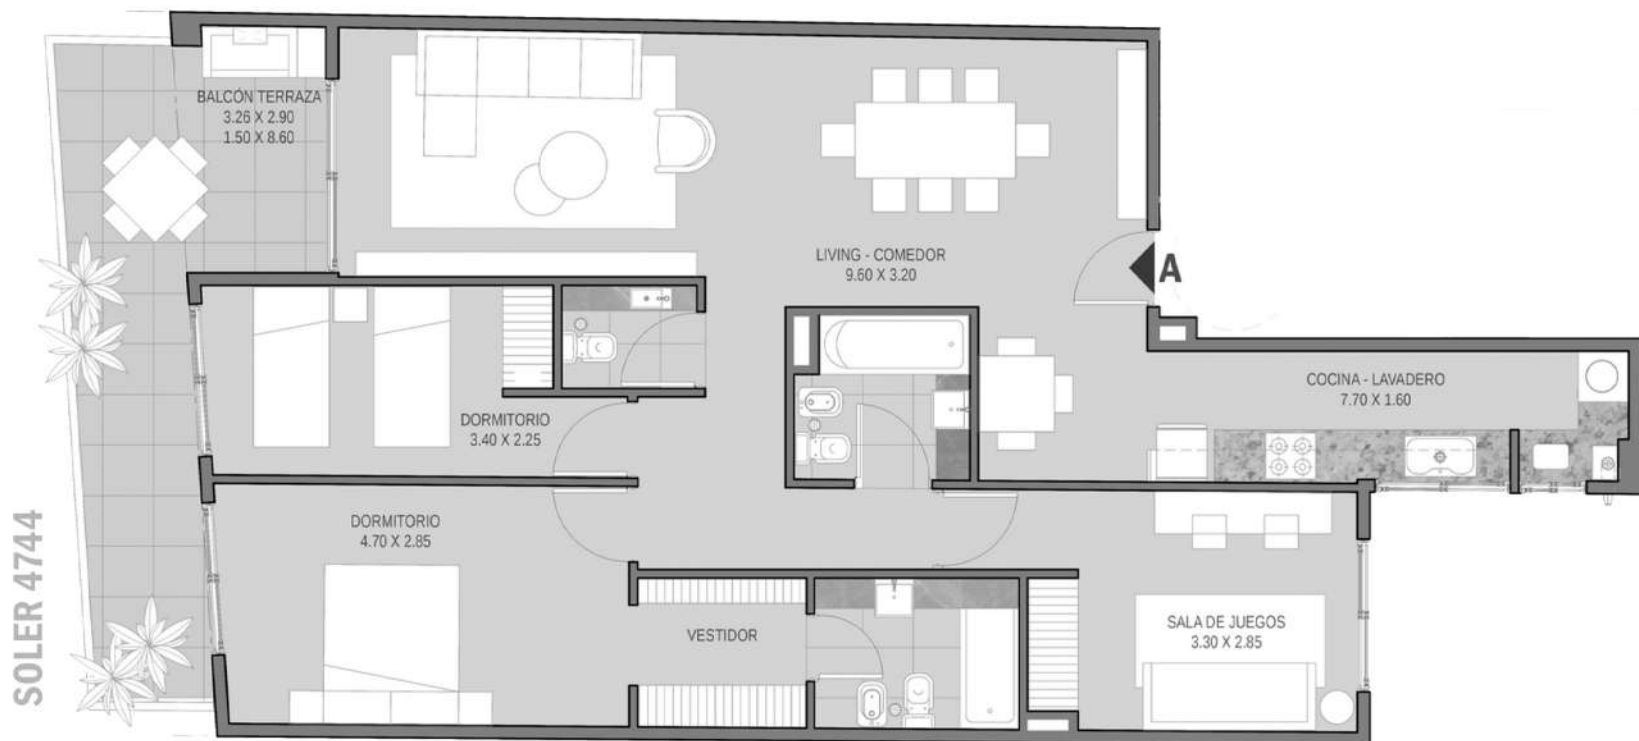 BALCÓN TERRAZA
3.26 X 2.90
1.50 X 8.60
LIVING - COMEDOR
9.60 X 3.20
A
COCINA - LAVADERO
7.70 X 1.60
DORMITORIO
3.40 X 2.25
DORMITORIO
4.70 X 2.85
VESTIDOR
SALA DE JUEGOS
3.30 X 2.85
SOLER 4744